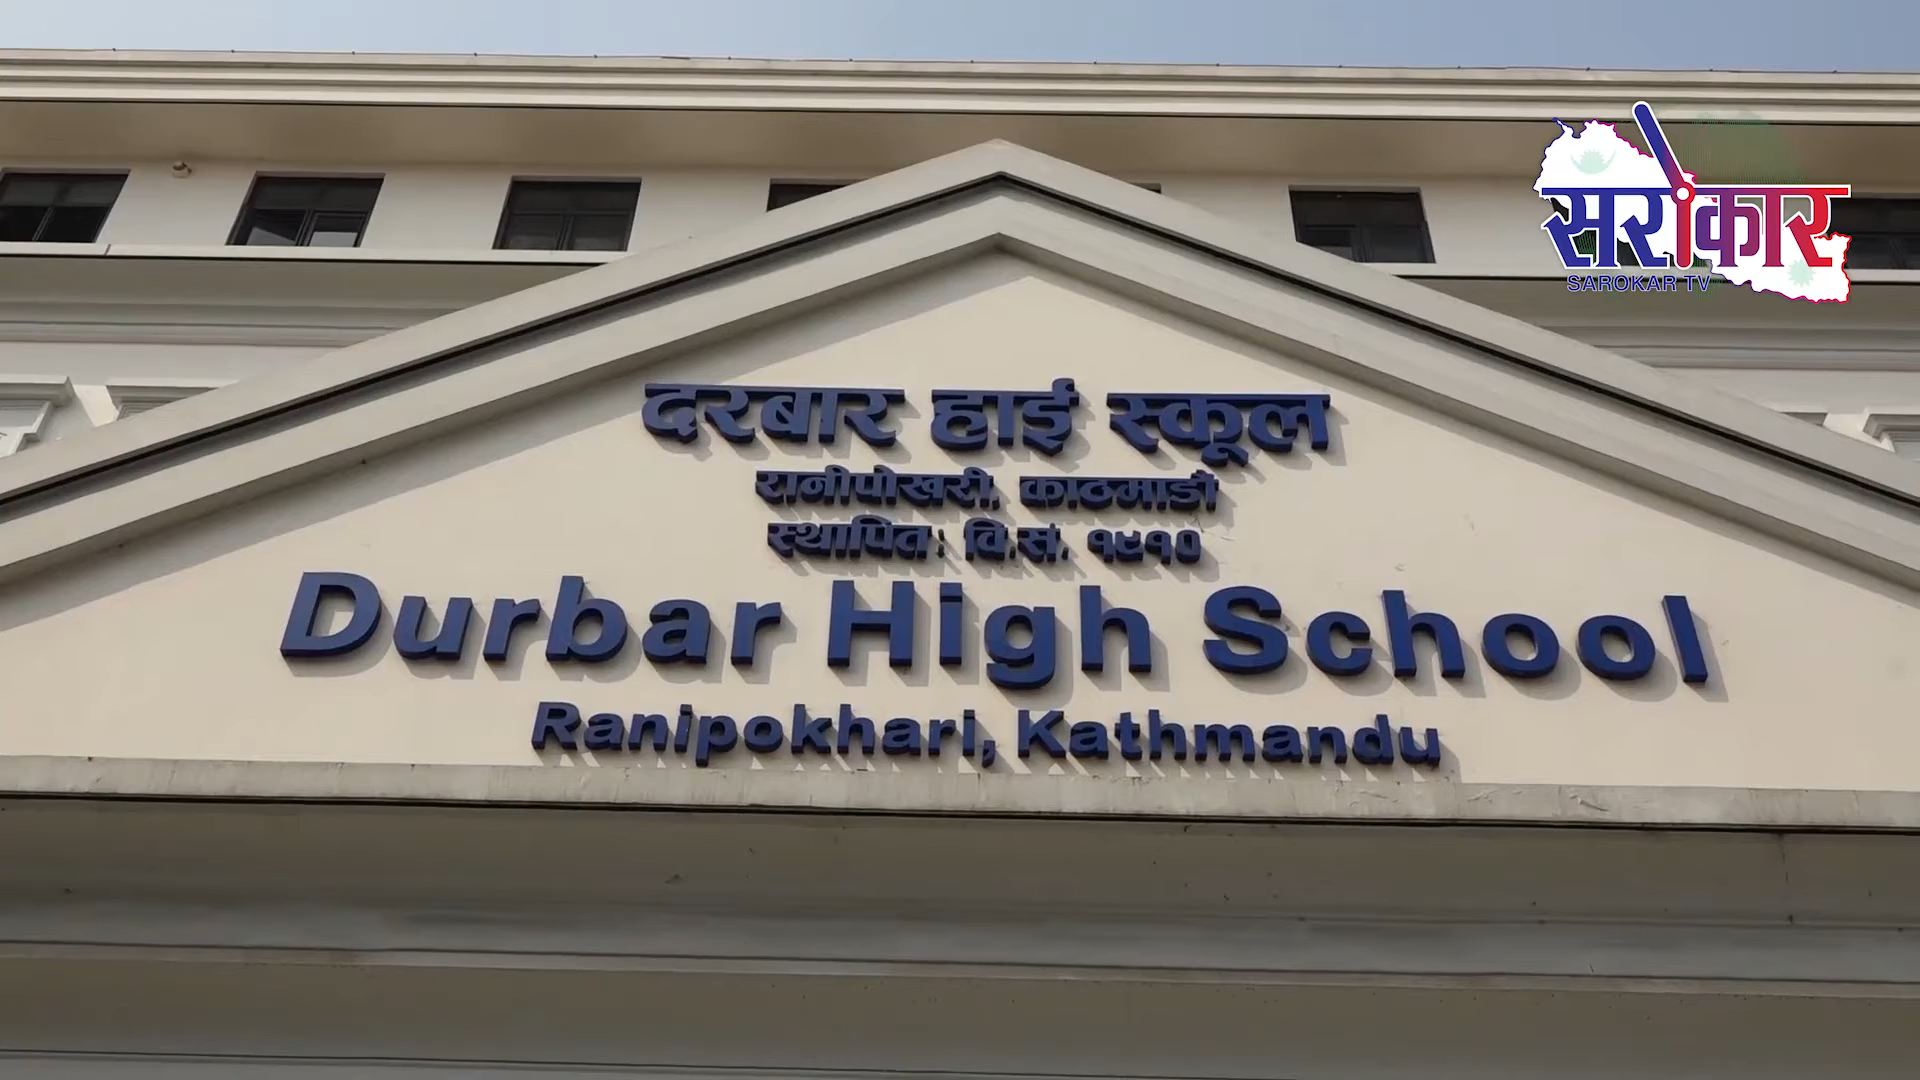 सरोकार
SAROKAR TV
दरबार हाई स्कूल
रानीपोखरी, काठमाडौं
स्थापित: वि.सं. १९१०
Durbar High School
Ranipokhari, Kathmandu